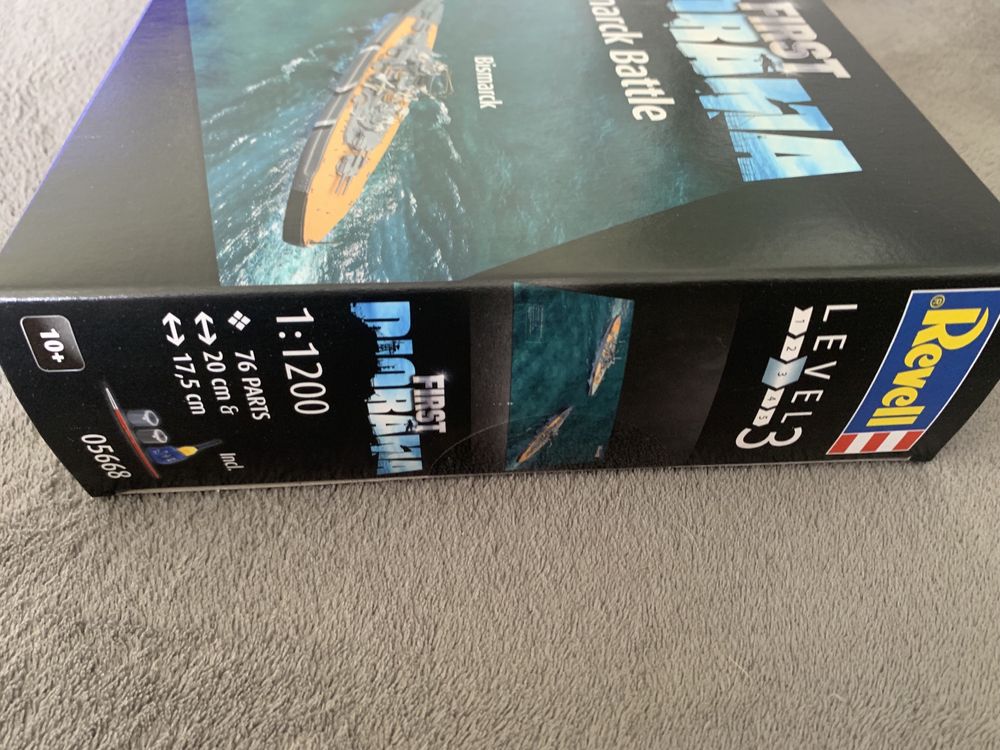 FIRST
DIORAMA
Bismarck Battle
Bismarck
Revell®
LEVEL 3
1 2 3 4 5
FIRST
DIORAMA
1:1200
76 PARTS
20 cm &
17,5 cm
Incl.
05668
10+